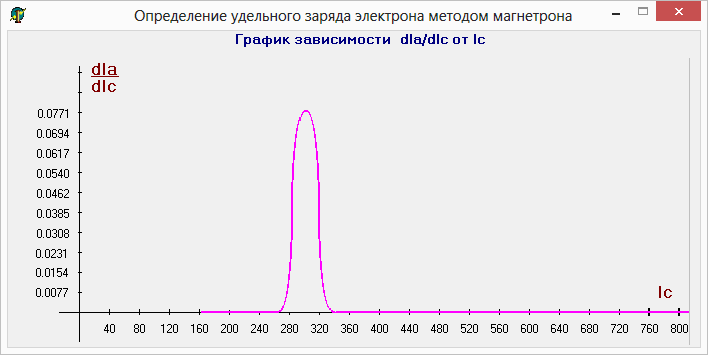 Определение удельного заряда электрона методом магнетрона
График зависимости dIa/dIc от Ic
dIa
dIc
0.0771
0.0694
0.0617
0.0540
0.0462
0.0385
0.0308
0.0231
0.0154
0.0077
Ic
40 80 120 160 200 240 280 320 360 400 440 480 520 560 600 640 680 720 760 800